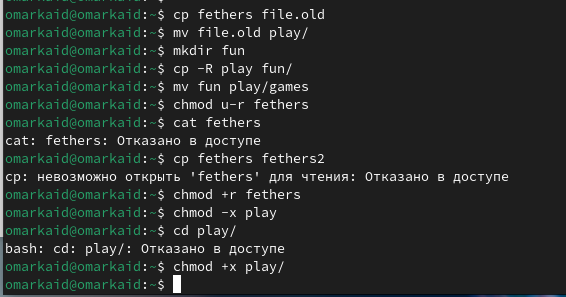 omarkaid@omarkaid:~$ cp fethers file.old
omarkaid@omarkaid:~$ mv file.old play/
omarkaid@omarkaid:~$ mkdir fun
omarkaid@omarkaid:~$ cp -R play fun/
omarkaid@omarkaid:~$ mv fun play/games
omarkaid@omarkaid:~$ chmod u-r fethers
omarkaid@omarkaid:~$ cat fethers
cat: fethers: Отказано в доступе
omarkaid@omarkaid:~$ cp fethers fethers2
cp: невозможно открыть 'fethers' для чтения: Отказано в доступе
omarkaid@omarkaid:~$ chmod +r fethers
omarkaid@omarkaid:~$ chmod -x play
omarkaid@omarkaid:~$ cd play/
bash: cd: play/: Отказано в доступе
omarkaid@omarkaid:~$ chmod +x play/
omarkaid@omarkaid:~$